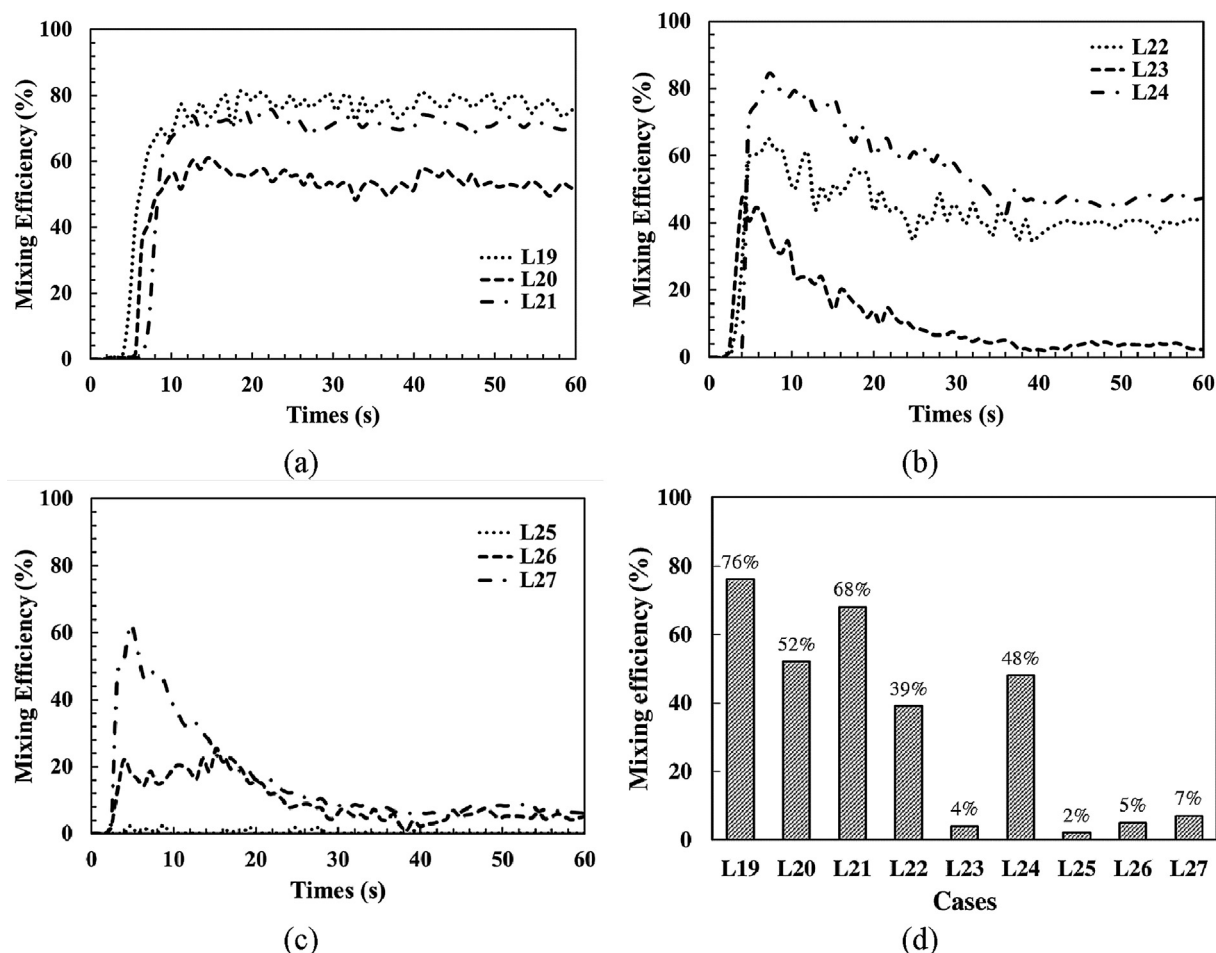 100
80
60
40
20
0
Mixing Efficiency (%)
L19
L20
L21
0 10 20 30 40 50 60
Times (s)
(a)
100
80
60
40
20
0
Mixing Efficiency (%)
L22
L23
L24
0 10 20 30 40 50 60
Times (s)
(b)
100
80
60
40
20
0
Mixing Efficiency (%)
L25
L26
L27
0 10 20 30 40 50 60
Times (s)
(c)
100
80
60
40
20
0
Mixing efficiency (%)
76%
52%
68%
39%
4%
48%
2%
5%
7%
L19 L20 L21 L22 L23 L24 L25 L26 L27
Cases
(d)